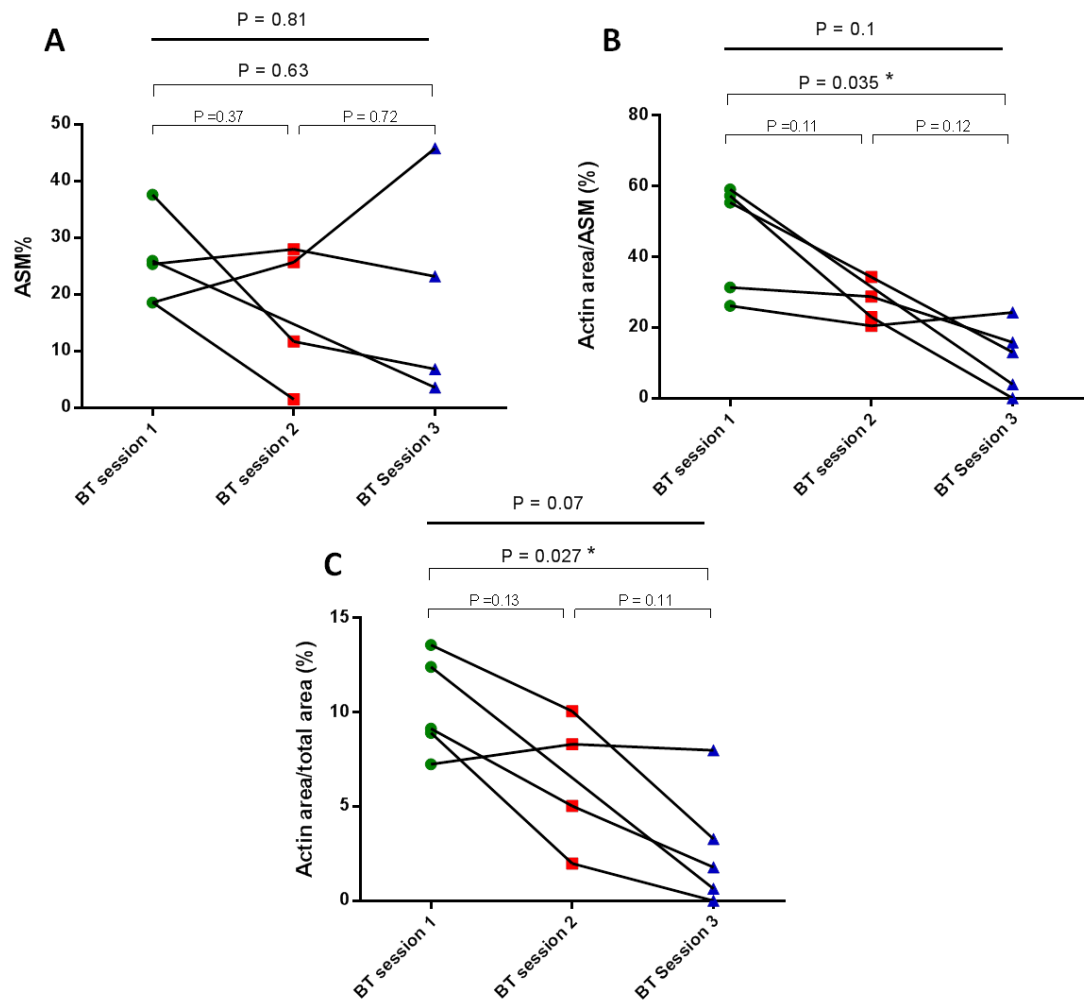 A
P = 0.81
P = 0.63
P =0.37
P = 0.72
ASM%
50
40
30
20
10
0
BT session 1
BT session 2
BT Session 3
B
P = 0.1
P = 0.035 *
P =0.11
P = 0.12
Actin area/ASM (%)
80
60
40
20
0
BT session 1
BT session 2
BT Session 3
C
P = 0.07
P = 0.027 *
P =0.13
P = 0.11
Actin area/total area (%)
15
10
5
0
BT session 1
BT session 2
BT Session 3